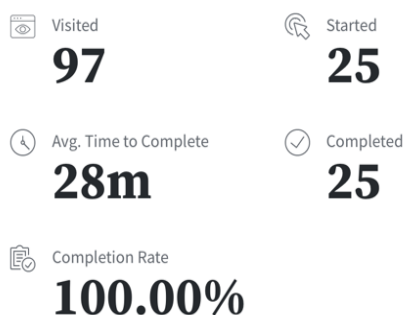 Visited
97
Started
25
Avg. Time to Complete
28m
Completed
25
Completion Rate
100.00%